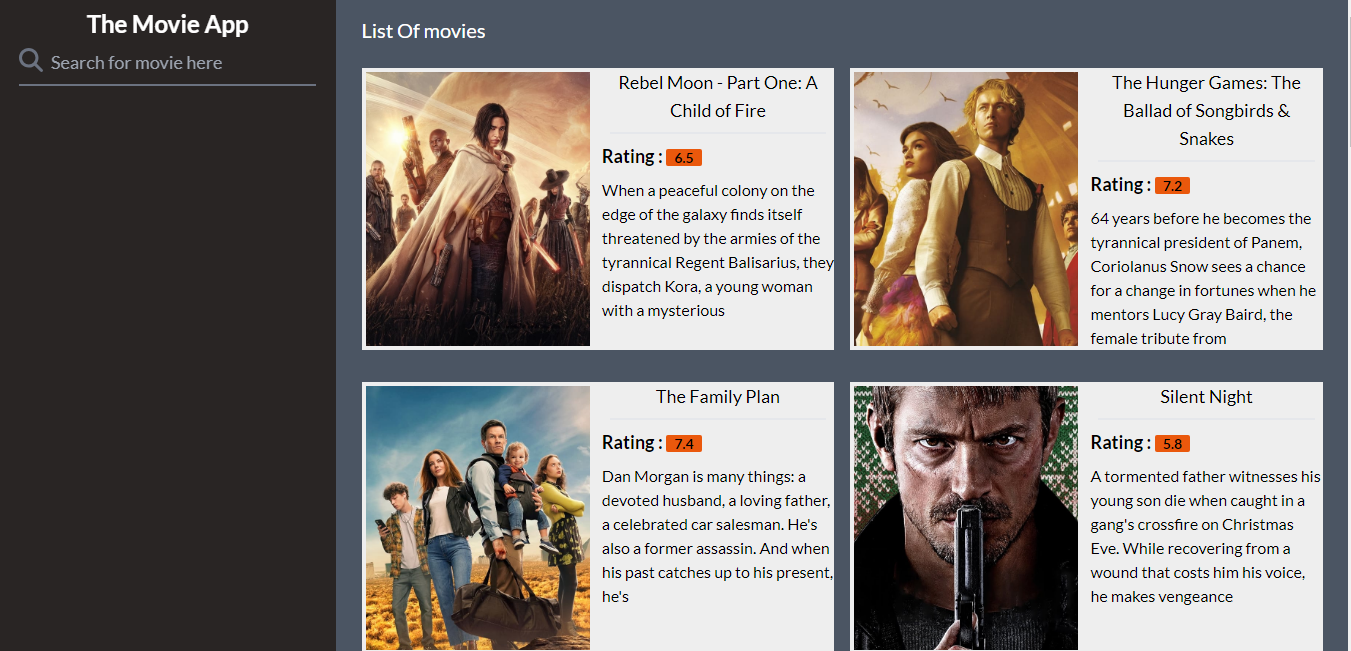 The Movie App
Search for movie here
List Of movies
Rebel Moon - Part One: A
Child of Fire
Rating : 6.5
When a peaceful colony on the
edge of the galaxy finds itself
threatened by the armies of the
tyrannical Regent Balisarius, they
dispatch Kora, a young woman
with a mysterious
The Hunger Games: The
Ballad of Songbirds &
Snakes
Rating : 7.2
64 years before he becomes the
tyrannical president of Panem,
Coriolanus Snow sees a chance
for a change in fortunes when he
mentors Lucy Gray Baird, the
female tribute from
The Family Plan
Rating : 7.4
Dan Morgan is many things: a
devoted husband, a loving father,
a celebrated car salesman. He's
also a former assassin. And when
his past catches up to his present,
he's
Silent Night
Rating : 5.8
A tormented father witnesses his
young son die when caught in a
gang's crossfire on Christmas
Eve. While recovering from a
wound that costs him his voice,
he makes vengeance